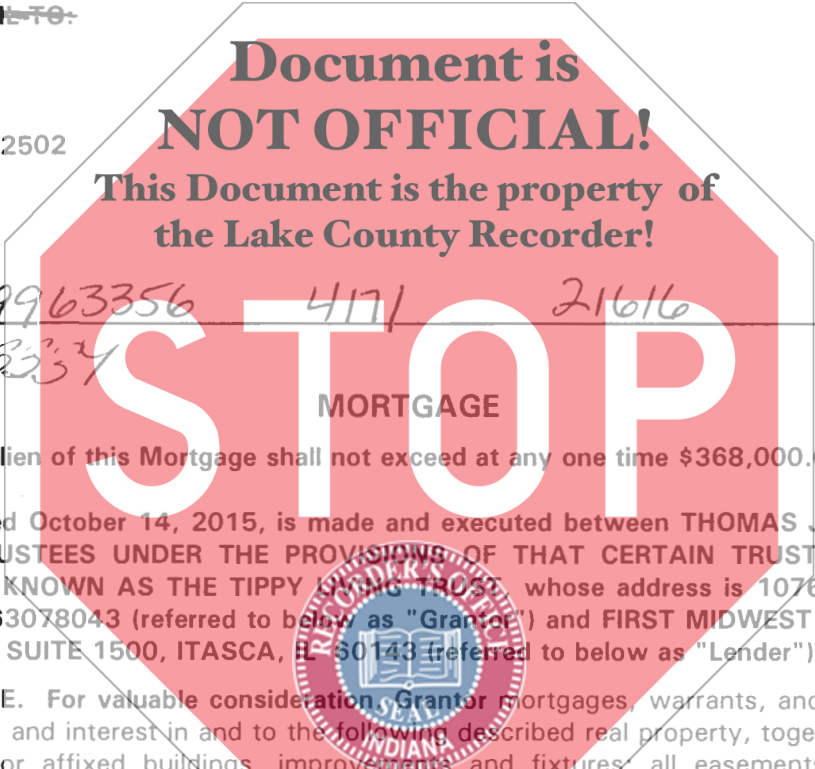 L TO:
Document is
NOT OFFICIAL!
2502
This Document is the property of
the Lake County Recorder!
9963356 4171 21616
STOP
MORTGAGE
lien of this Mortgage shall not exceed at any one time $368,000.
d October 14, 2015, is made and executed between THOMAS J
USTEES UNDER THE PROVISIONS OF THAT CERTAIN TRUST
KNOWN AS THE TIPPY LIVING TRUST, whose address is 1076
63078043 (referred to below as "Grantor") and FIRST MIDWEST
SUITE 1500, ITASCA, IL 60143 (referred to below as "Lender")
RECORDER'S OFFICE
SEAL
INDIANA
E. For valuable consideration, Grantor mortgages, warrants, and
and interest in and to the following described real property, toge
or affixed buildings, improvements and fixtures; all easements